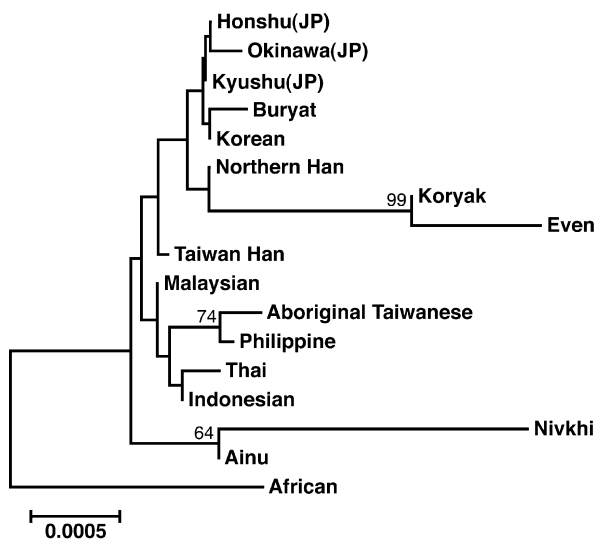 Honshu(JP)
Okinawa(JP)
Kyushu(JP)
Buryat
Korean
Northern Han
99 Koryak
Even
Taiwan Han
Malaysian
74 Aboriginal Taiwanese
Philippine
Thai
Indonesian
64 Nivkhi
Ainu
African
0.0005